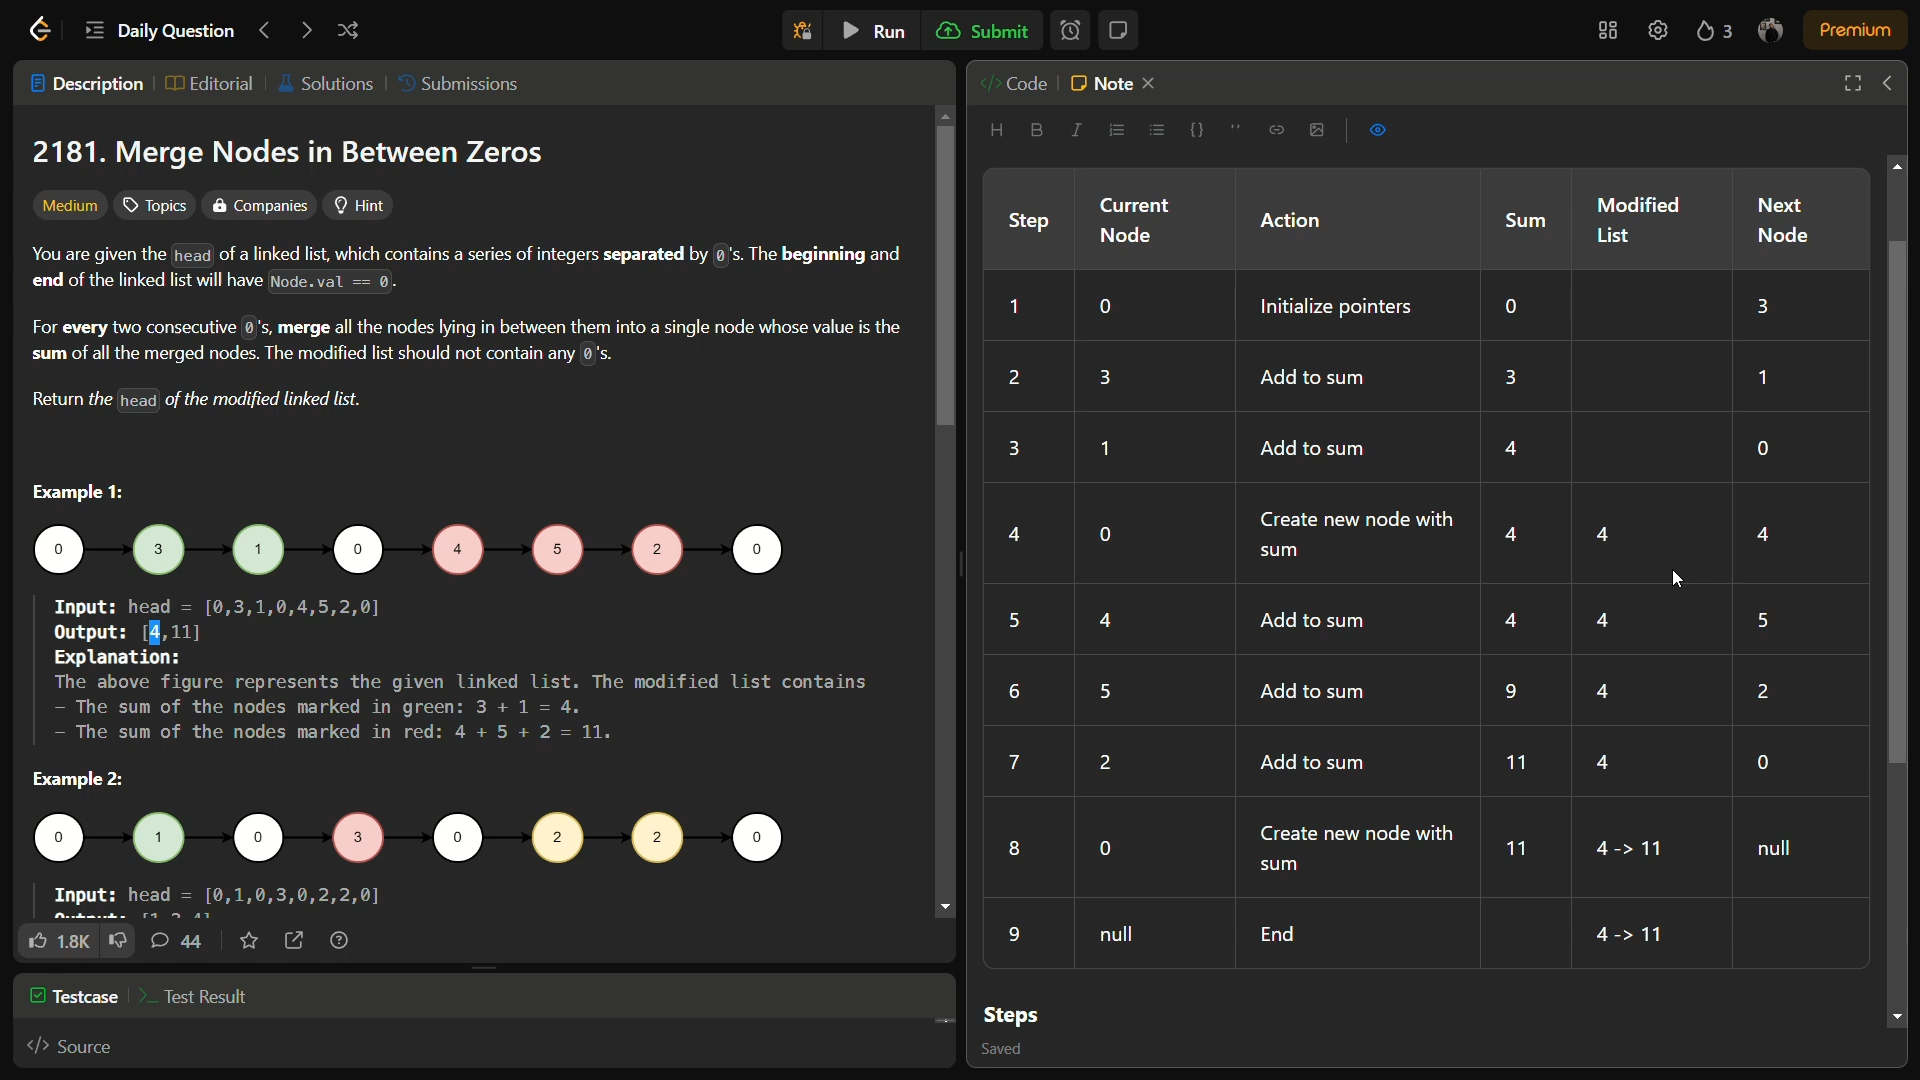 Daily Question
Run
Submit
3
Premium
Description
Editorial
Solutions
Submissions
2181. Merge Nodes in Between Zeros
Medium
Topics
Companies
Hint
You are given the head of a linked list, which contains a series of integers separated by 0's. The beginning and
end of the linked list will have Node.val == 0.
For every two consecutive 0's, merge all the nodes lying in between them into a single node whose value is the
sum of all the merged nodes. The modified list should not contain any 0's.
Return the head of the modified linked list.
Example 1:
0 3 1 0 4 5 2 0
Input: head = [0,3,1,0,4,5,2,0]
Output: [4,11]
Explanation:
The above figure represents the given linked list. The modified list contains
- The sum of the nodes marked in green: 3 + 1 = 4.
- The sum of the nodes marked in red: 4 + 5 + 2 = 11.
Example 2:
0 1 0 3 0 2 2 0
Input: head = [0,1,0,3,0,2,2,0]
Output: [1,3,4]
1.8K
44
Testcase
Test Result
Source
Code
Note
Step Current Node Action Sum Modified List Next Node
1 0 Initialize pointers 0 3
2 3 Add to sum 3 1
3 1 Add to sum 4 0
4 0 Create new node with sum 4 4 4
5 4 Add to sum 4 4 5
6 5 Add to sum 9 4 2
7 2 Add to sum 11 4 0
8 0 Create new node with sum 11 4 -> 11 null
9 null End 4 -> 11
Steps
Saved